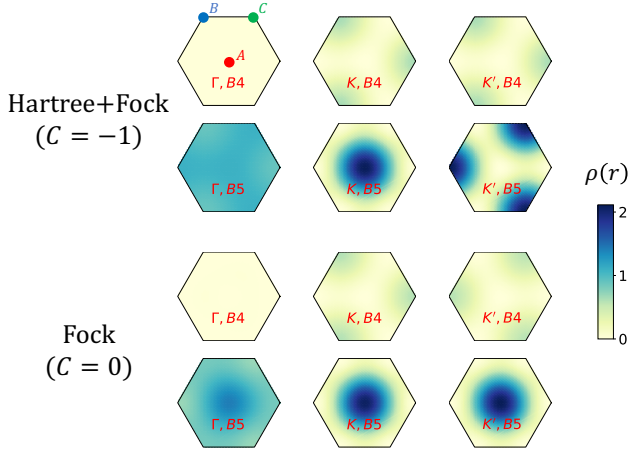 B C
A
Γ, B4 K, B4 K′, B4
Hartree+Fock
(C = −1)
Γ, B5 K, B5 K′, B5
ρ(r)
2
1
0
Γ, B4 K, B4 K′, B4
Fock
(C = 0)
Γ, B5 K, B5 K′, B5